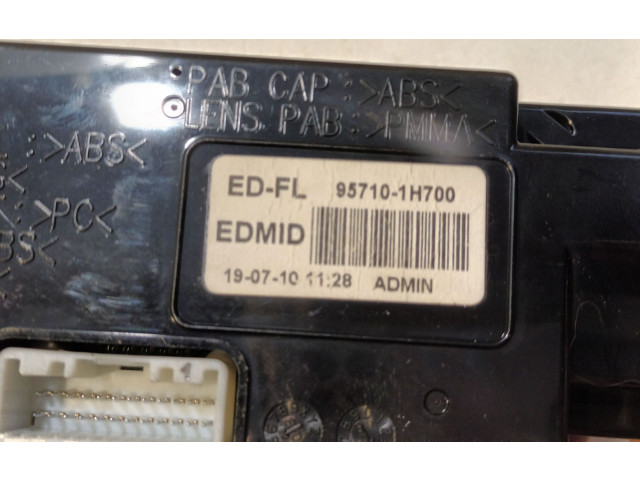 PAB CAP :>ABS<
LENS PAB:>PMMA<
:>ABS<
:>PC<
BS<
ED-FL 95710-1H700
EDMID
19-07-10 11:28 ADMIN